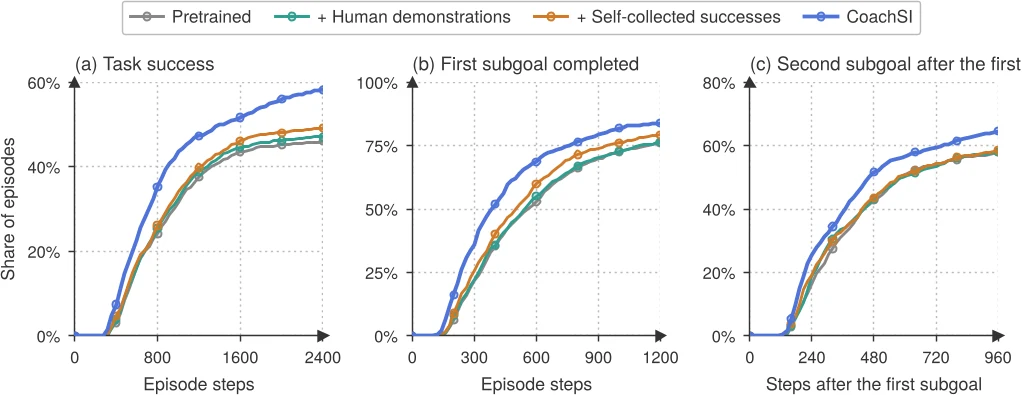 Pretrained + Human demonstrations + Self-collected successes CoachSI
(a) Task success
Share of episodes
60%
40%
20%
0%
0 800 1600 2400
Episode steps
(b) First subgoal completed
100%
75%
50%
25%
0%
0 300 600 900 1200
Episode steps
(c) Second subgoal after the first
80%
60%
40%
20%
0%
0 240 480 720 960
Steps after the first subgoal